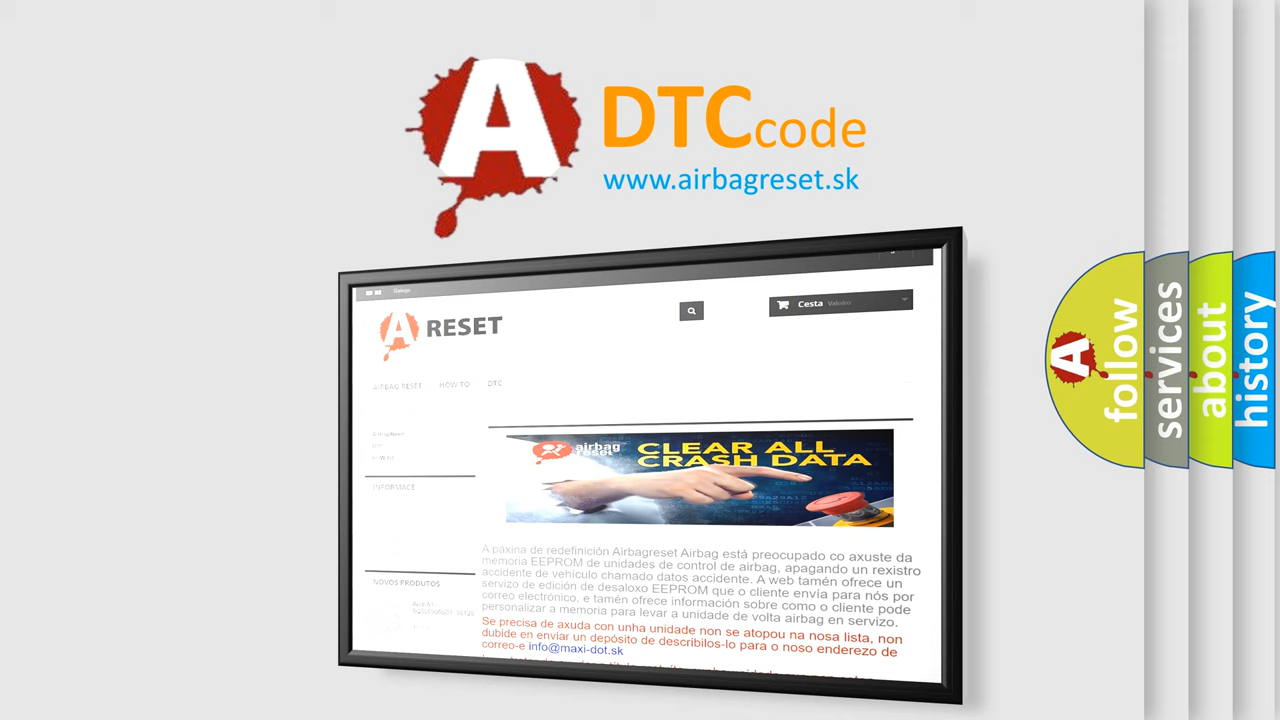 A DTCcode
www.airbagreset.sk
Galego
A RESET
Cesta Valeiro
AIRBAG RESET HOW TO DTC
INFORMACE
NOVOS PRODUTOS
airbag
reset
CLEAR ALL
CRASH DATA
A páxina de redefinición Airbagreset Airbag está preocupado co axuste da
memoria EEPROM de unidades de control de airbag, apagando un rexistro
accidente de vehículo chamado datos accidente. A web tamén ofrece un
servizo de edición de desaloxo EEPROM que o cliente envía para nós por
correo electrónico, e tamén ofrece información sobre como o cliente pode
personalizar a memoria para levar a unidade de volta airbag en servizo.
Se precisa de axuda con unha unidade non se atopou na nosa lista, non
dubide en enviar un depósito de describilos-lo para o noso enderezo de
correo-e info@maxi-dot.sk
A follow
services
about
history